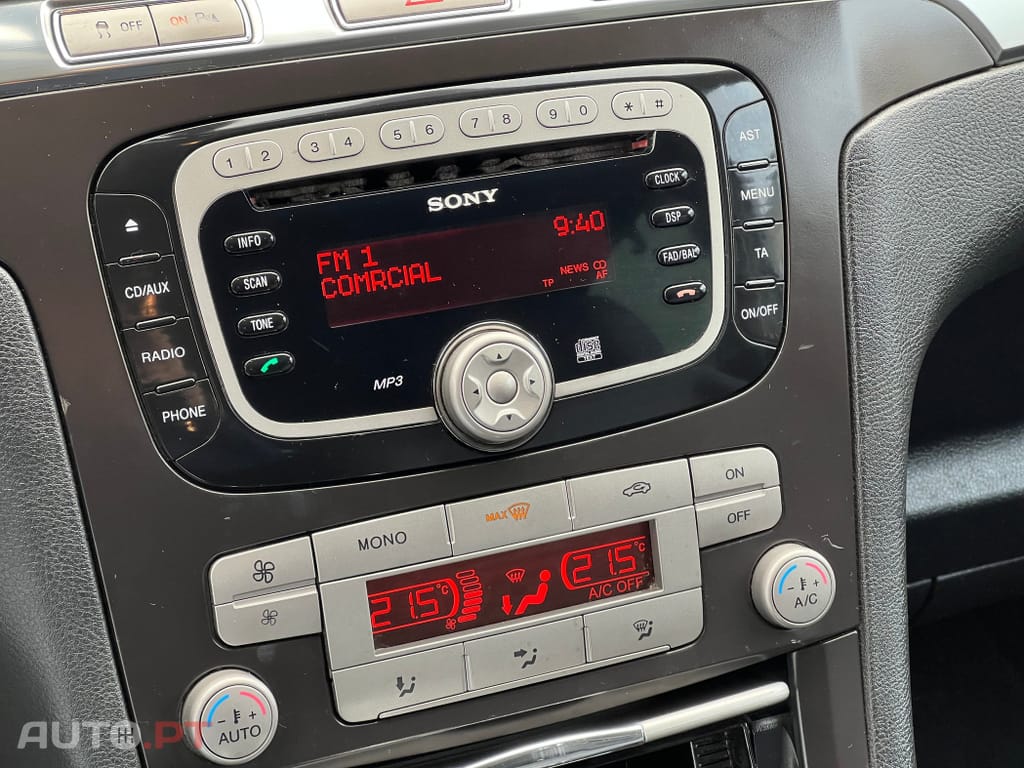 OFF ON
1 2 3 4 5 6 7 8 9 0 * #
AST
SONY
CLOCK
MENU
INFO
FM 1 9:40
DSP
CD/AUX
SCAN
COMRCIAL
NEWS CD
TP AF
FAD/BAL
TA
RADIO
TONE
ON/OFF
PHONE
MP3
MONO
MAX
ON
OFF
21.5°C 21.5°C
A/C OFF
A/C
AUTO
AUTO.PT